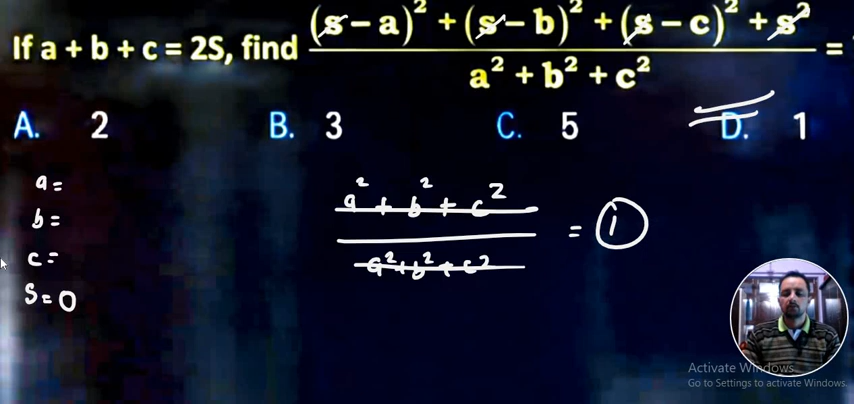 If a + b + c = 2S, find (s – a)² + (s – b)² + (s – c)² + s² / a² + b² + c² =
A. 2 B. 3 C. 5 D. 1
a =
b =
c =
S = 0
a² + b² + c² / a² + b² + c² = 1
Activate Windows
Go to Settings to activate Windows.